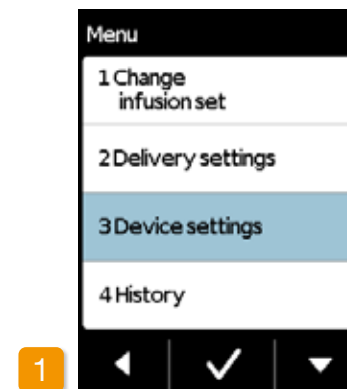 Menu
1 Change
infusion set
2 Delivery settings
3 Device settings
4 History
1